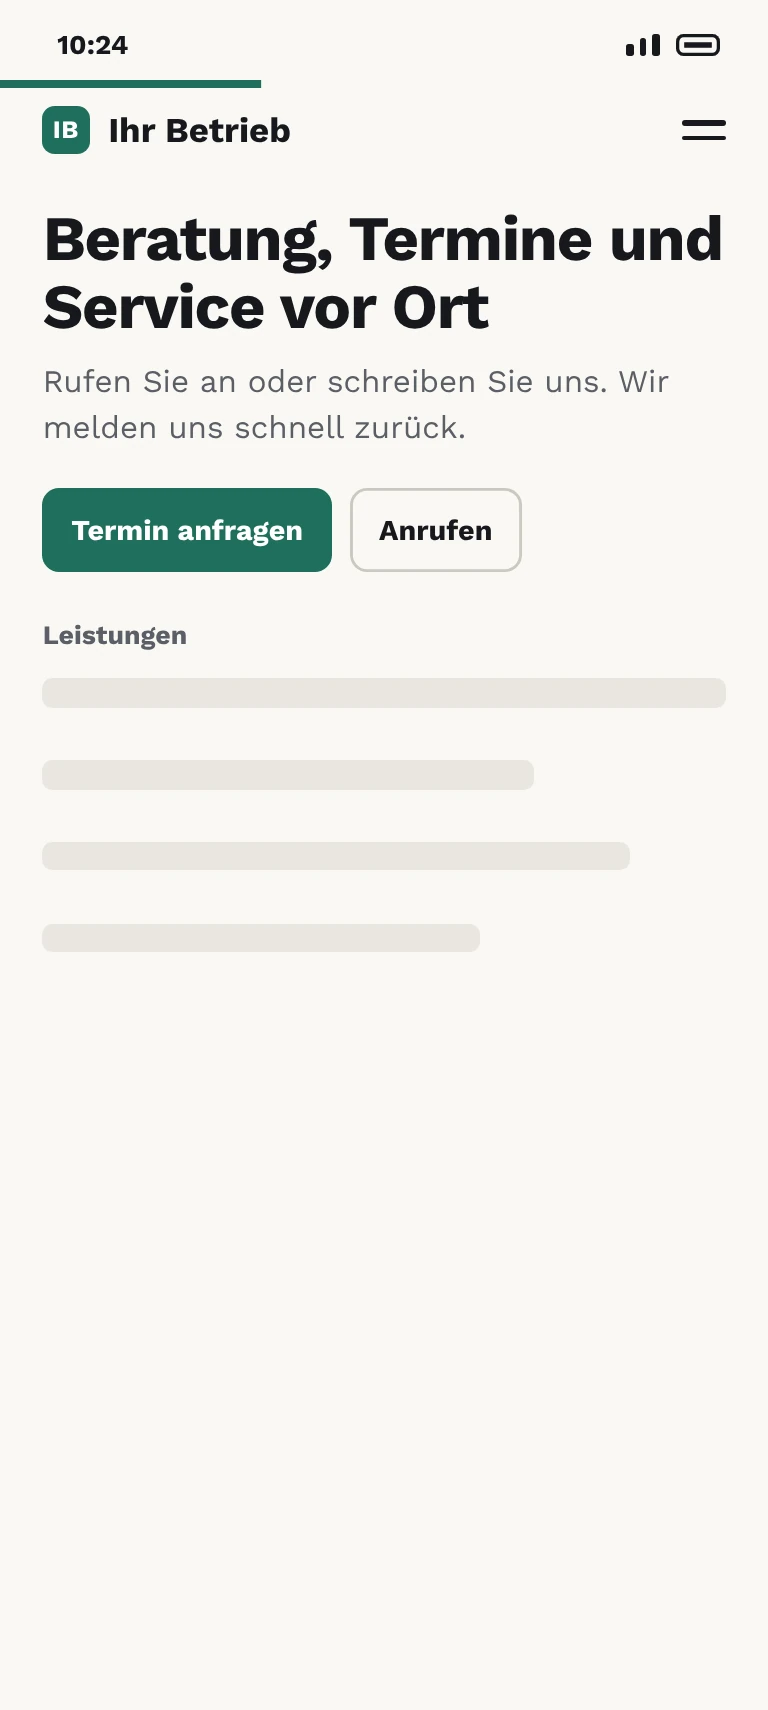 10:24
IB Ihr Betrieb
Beratung, Termine und
Service vor Ort
Rufen Sie an oder schreiben Sie uns. Wir
melden uns schnell zurück.
Termin anfragen Anrufen
Leistungen